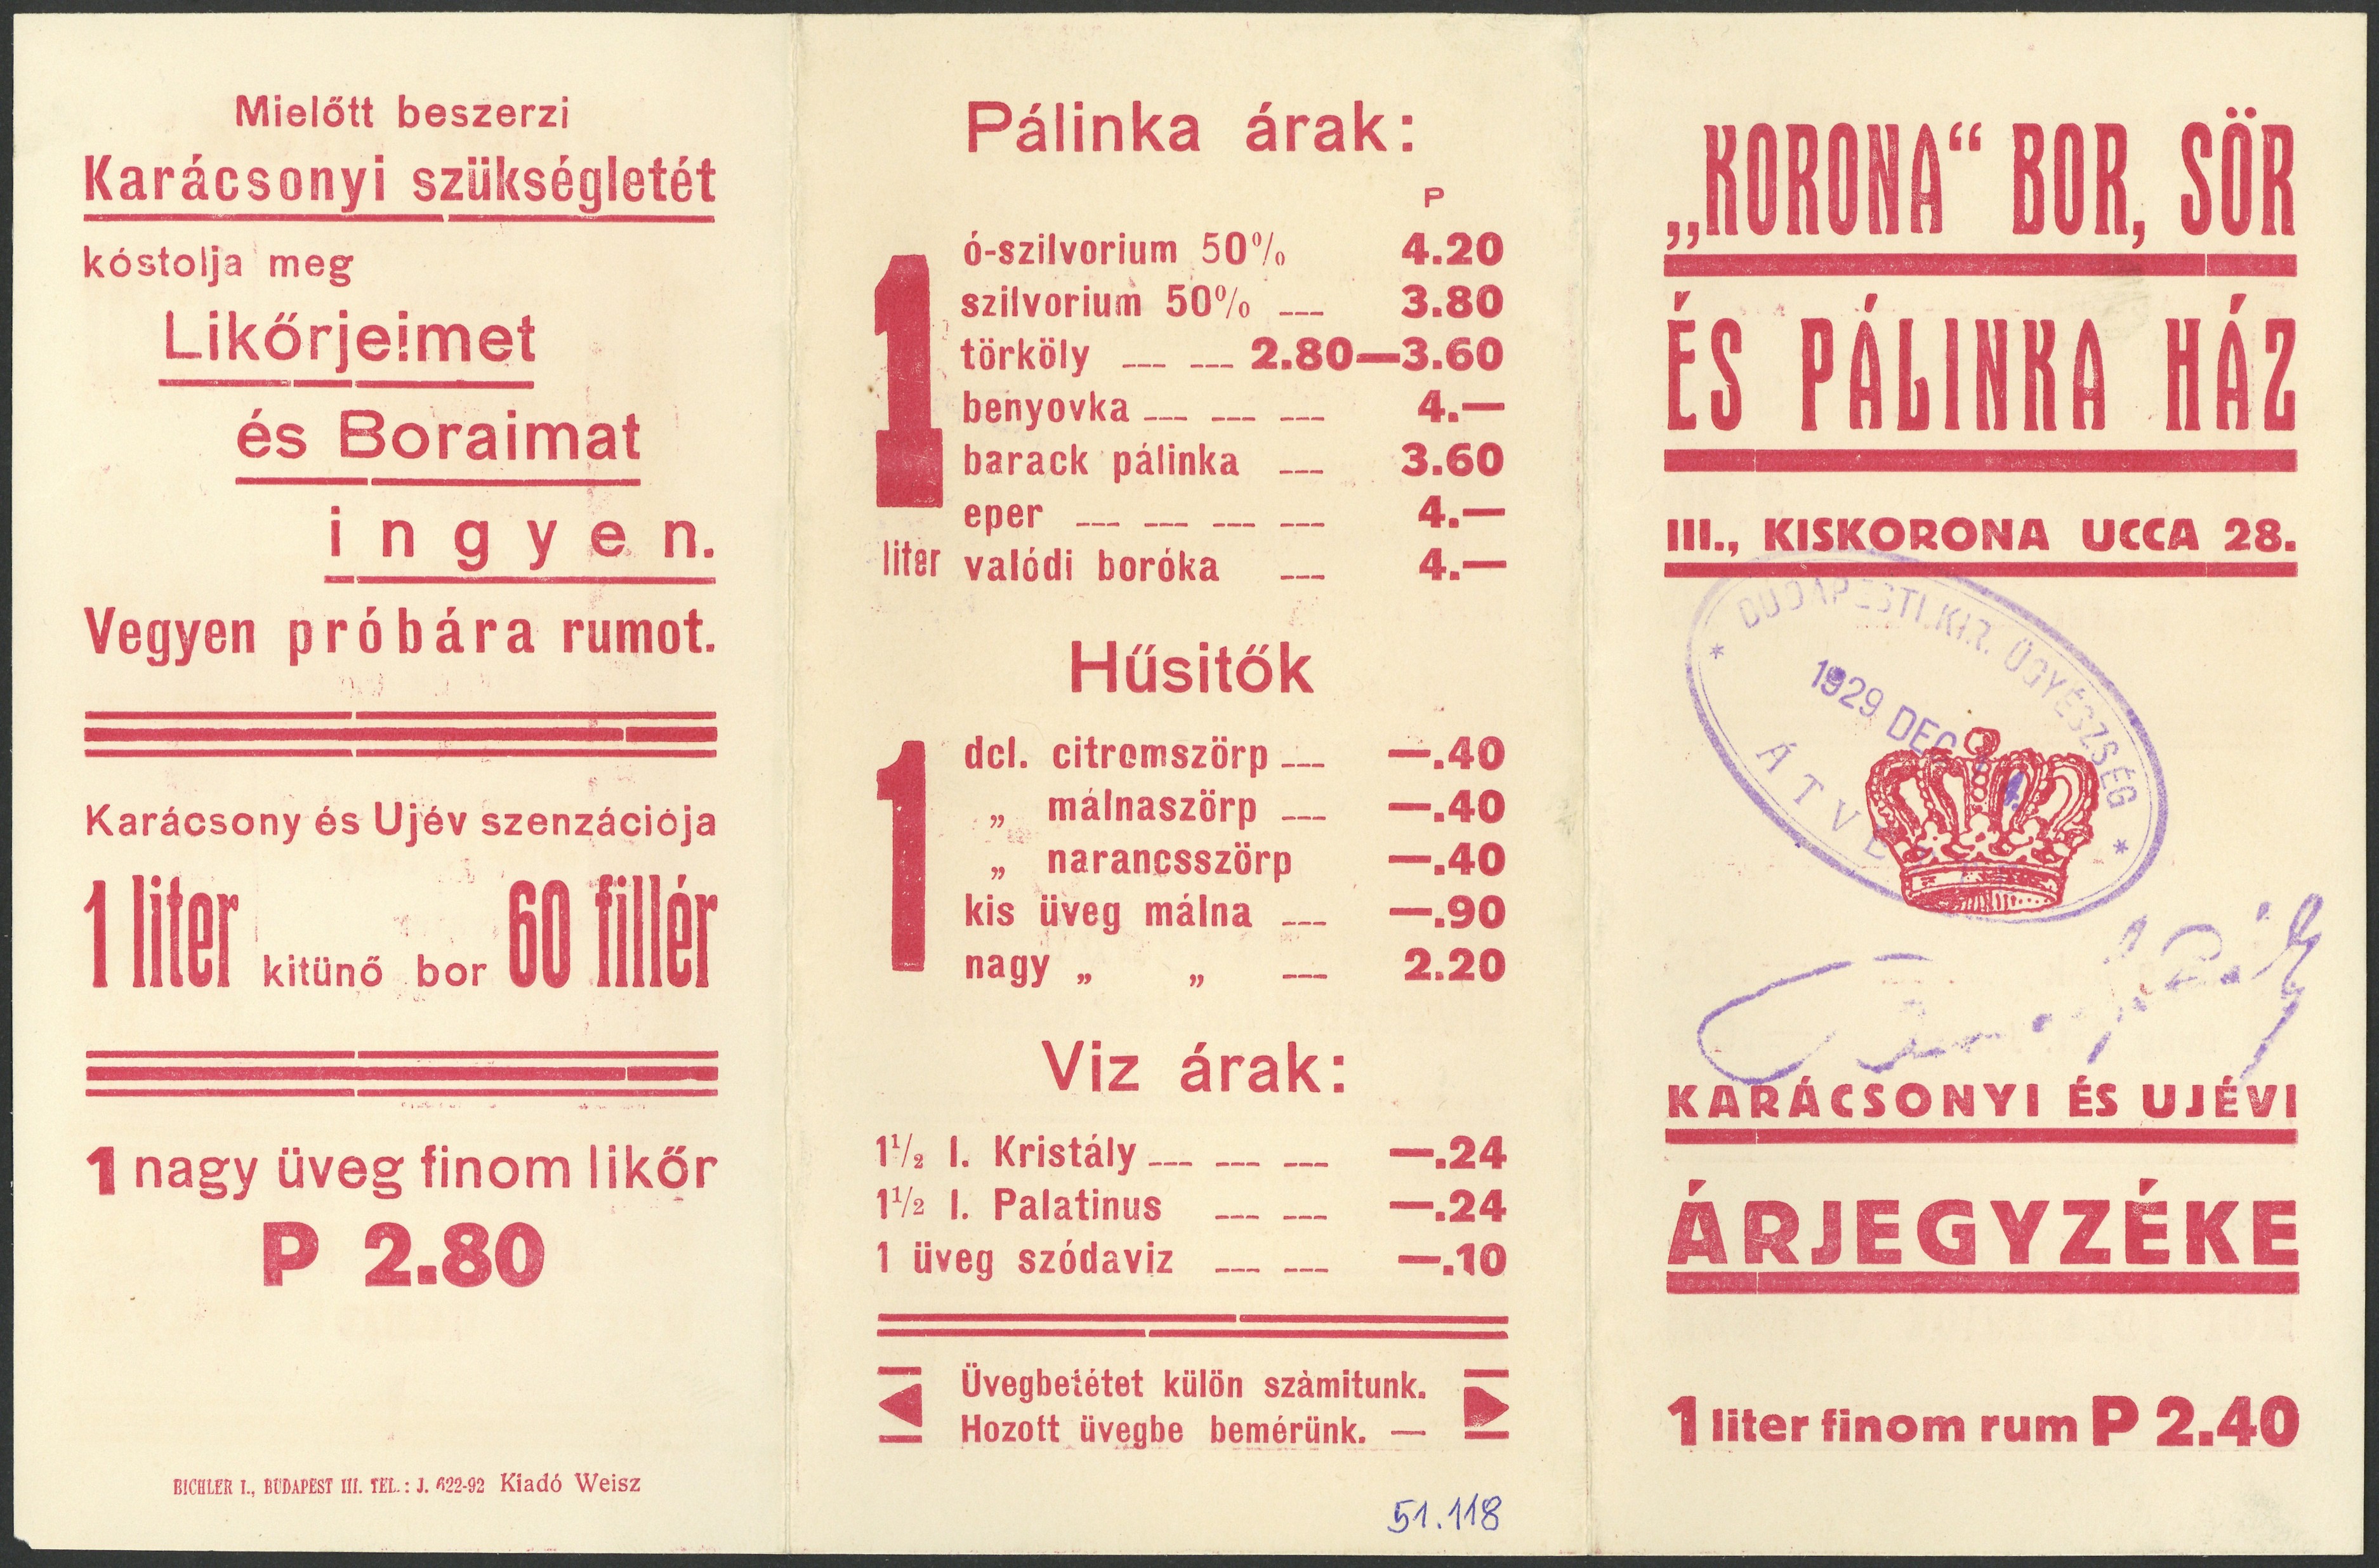 Mielőtt beszerzi
Karácsonyi szükségletét
kóstolja meg
Likőrjeimet
és Boraimat
ingyen.
Vegyen próbára rumot.
Karácsony és Ujév szenzációja
1 liter kitünő bor 60 fillér
1 nagy üveg finom likőr
P 2.80
BICHLER I., BUDAPEST III. TEL.: J. 622-92 Kiadó Weisz
Pálinka árak:
P
1 liter
ó-szilvorium 50% 4.20
szilvorium 50% --- 3.80
törköly --- --- 2.80—3.60
benyovka --- --- --- 4.—
barack pálinka --- 3.60
eper --- --- --- --- 4.—
valódi boróka --- 4.—
Hűsitők
1
dcl. citromszörp --- —.40
„ málnaszörp --- —.40
„ narancsszörp —.40
kis üveg málna --- —.90
nagy „ „ --- 2.20
Viz árak:
1½ l. Kristály --- --- --- —.24
1½ l. Palatinus --- --- —.24
1 üveg szódaviz --- --- —.10
Üvegbetétet külön szàmitunk.
Hozott üvegbe bemérünk. —
51.118
„KORONA“ BOR, SÖR
ÉS PÁLINKA HÁZ
III., KISKORONA UCCA 28.
BUDAPESTI KIR. ÜGYÉSZSÉG
1929 DEC
KARÁCSONYI ÉS UJÉVI
ÁRJEGYZÉKE
1 liter finom rum P 2.40